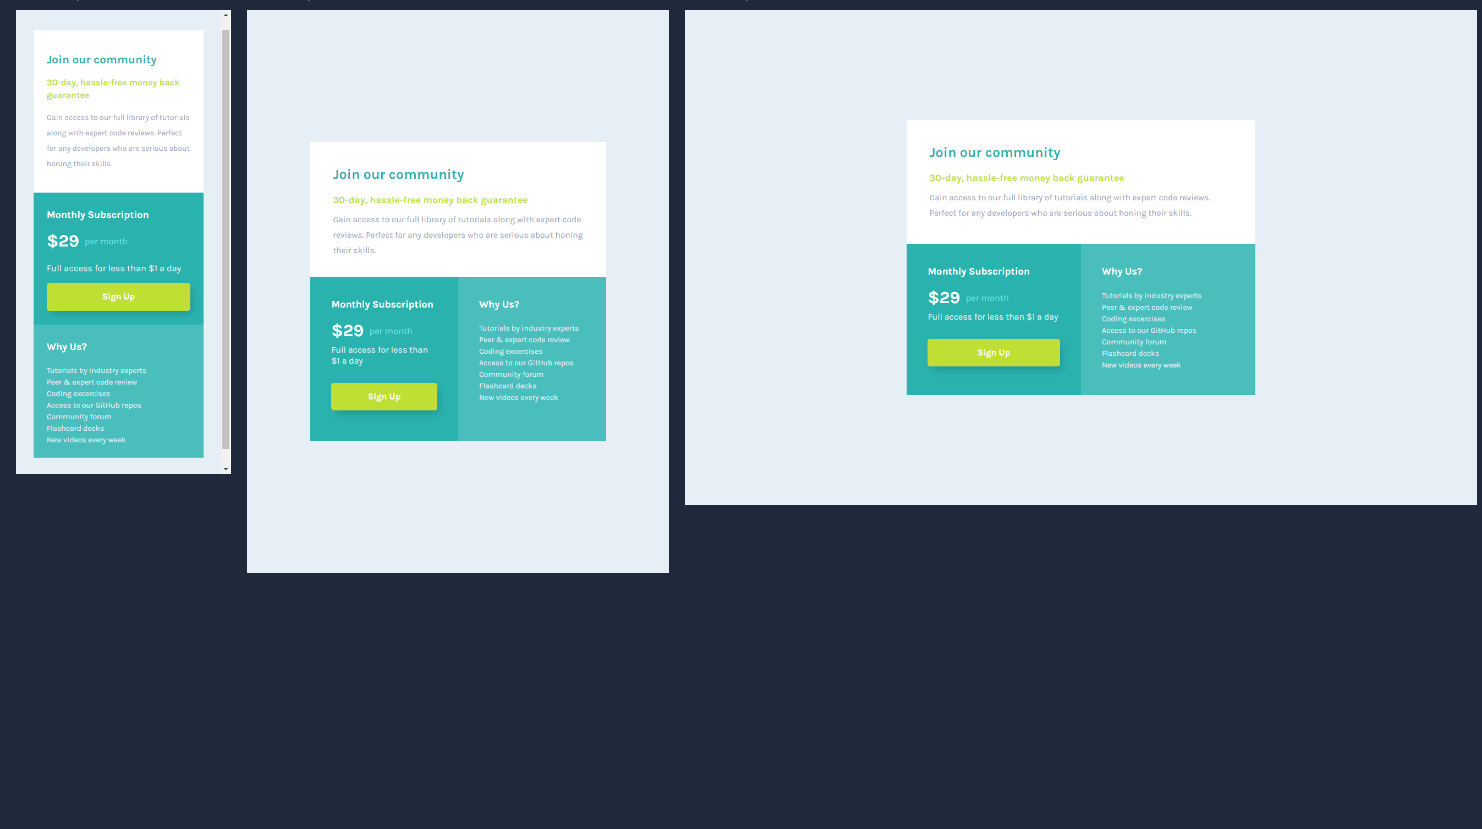 Join our community
30-day, hassle-free money back
guarantee
Gain access to our full library of tutorials
along with expert code reviews. Perfect
for any developers who are serious about
honing their skills.
Monthly Subscription
$29 per month
Full access for less than $1 a day
Sign Up
Why Us?
Tutorials by industry experts
Peer & expert code review
Coding excercises
Access to our GitHub repos
Community forum
Flashcard decks
New videos every week
Join our community
30-day, hassle-free money back guarantee
Gain access to our full library of tutorials along with expert code
reviews. Perfect for any developers who are serious about honing
their skills.
Monthly Subscription
$29 per month
Full access for less than
$1 a day
Sign Up
Why Us?
Tutorials by industry experts
Peer & expert code review
Coding excercises
Access to our GitHub repos
Community forum
Flashcard decks
New videos every week
Join our community
30-day, hassle-free money back guarantee
Gain access to our full library of tutorials along with expert code reviews.
Perfect for any developers who are serious about honing their skills.
Monthly Subscription
$29 per month
Full access for less than $1 a day
Sign Up
Why Us?
Tutorials by industry experts
Peer & expert code review
Coding excercises
Access to our GitHub repos
Community forum
Flashcard decks
New videos every week